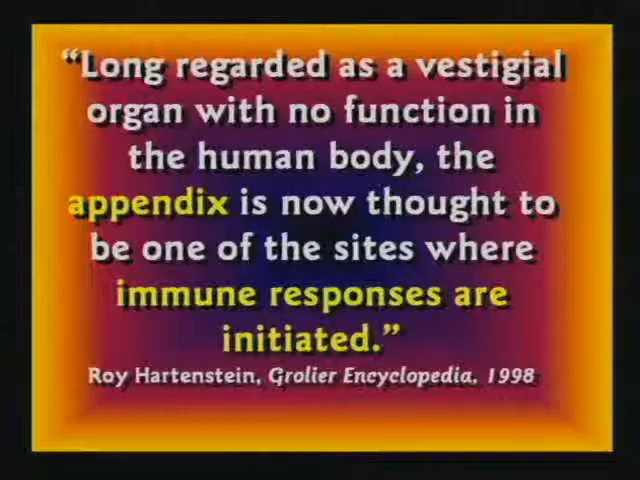 “Long regarded as a vestigial
organ with no function in
the human body, the
appendix is now thought to
be one of the sites where
immune responses are
initiated.”
Roy Hartenstein, Grolier Encyclopedia, 1998